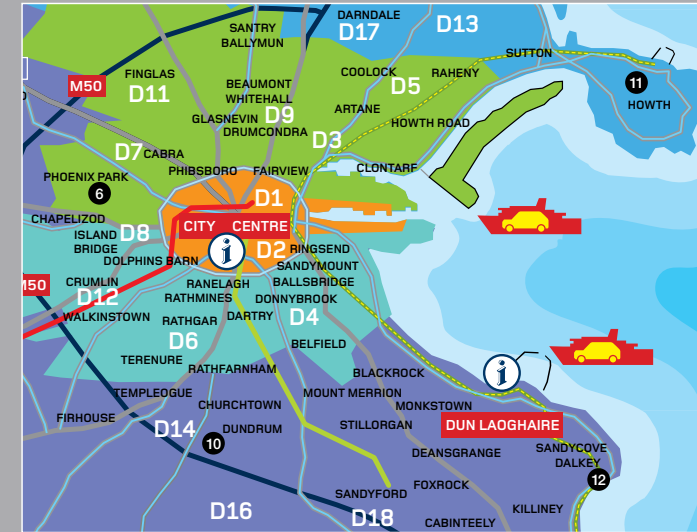 DARNDALE
D17
D13
SANTRY
BALLYMUN
SUTTON
FINGLAS
M50
D11
COOLOCK
RAHENY
D5
11
HOWTH
BEAUMONT
WHITEHALL
ARTANE
GLASNEVIN
D9
DRUMCONDRA
HOWTH ROAD
D3
D7
CABRA
PHIBSBORO
FAIRVIEW
CLONTARF
PHOENIX PARK
6
D1
CHAPELIZOD
CITY CENTRE
ISLAND
BRIDGE
D8
DOLPHINS BARN
i
D2
RINGSEND
SANDYMOUNT
BALLSBRIDGE
M50
CRUMLIN
D12
RANELAGH
RATHMINES
DONNYBROOK
WALKINSTOWN
DARTRY
D4
RATHGAR
D6
BELFIELD
TERENURE
RATHFARNHAM
BLACKROCK
i
TEMPLEOGUE
MOUNT MERRION
CHURCHTOWN
MONKSTOWN
FIRHOUSE
D14
DUNDRUM
STILLORGAN
DUN LAOGHAIRE
10
DEANSGRANGE
SANDYCOVE
DALKEY
12
FOXROCK
SANDYFORD
D16
D18
CABINTEELY
KILLINEY